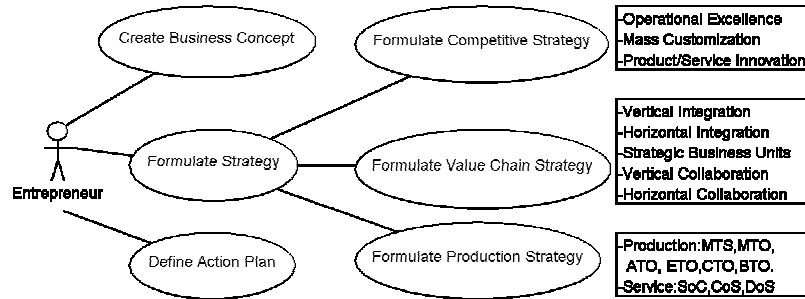 Create Business Concept
Formulate Competitive Strategy
-Operational Excellence
-Mass Customization
-Product/Service Innovation
Entrepreneur
Formulate Strategy
Formulate Value Chain Strategy
-Vertical Integration
-Horizontal Integration
-Strategic Business Units
-Vertical Collaboration
-Horizontal Collaboration
Define Action Plan
Formulate Production Strategy
-Production:MTS,MTO,
ATO, ETO,CTO,BTO.
-Service:SoC,CoS,DoS